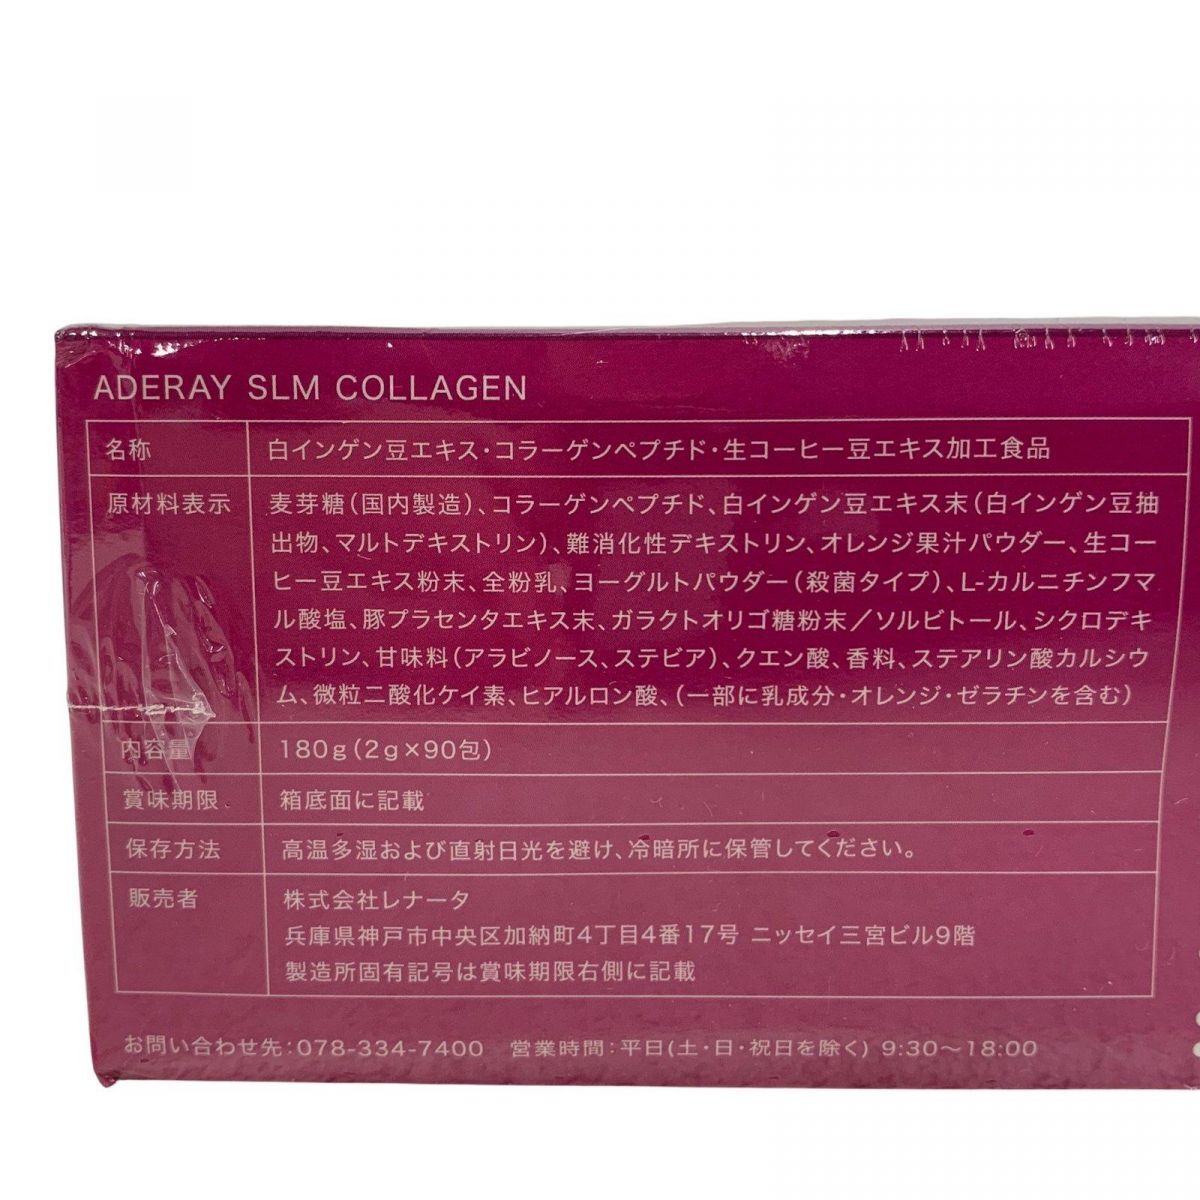 ADERAY SLM COLLAGEN
名称 白インゲン豆エキス・コラーゲンペプチド・生コーヒー豆エキス加工食品
原材料表示 麦芽糖(国内製造)、コラーゲンペプチド、白インゲン豆エキス末(白インゲン豆抽
出物、マルトデキストリン)、難消化性デキストリン、オレンジ果汁パウダー、生コー
ヒー豆エキス粉末、全粉乳、ヨーグルトパウダー(殺菌タイプ)、L-カルニチンフマ
ル酸塩、豚プラセンタエキス末、ガラクトオリゴ糖粉末/ソルビトール、シクロデキ
ストリン、甘味料(アラビノース、ステビア)、クエン酸、香料、ステアリン酸カルシウ
ム、微粒二酸化ケイ素、ヒアルロン酸、(一部に乳成分・オレンジ・ゼラチンを含む)
内容量 180g(2g×90包)
賞味期限 箱底面に記載
保存方法 高温多湿および直射日光を避け、冷暗所に保管してください。
販売者 株式会社レナータ
兵庫県神戸市中央区加納町4丁目4番17号 ニッセイ三宮ビル9階
製造所固有記号は賞味期限右側に記載
お問い合わせ先:078-334-7400 営業時間:平日(土・日・祝日を除く) 9:30～18:00